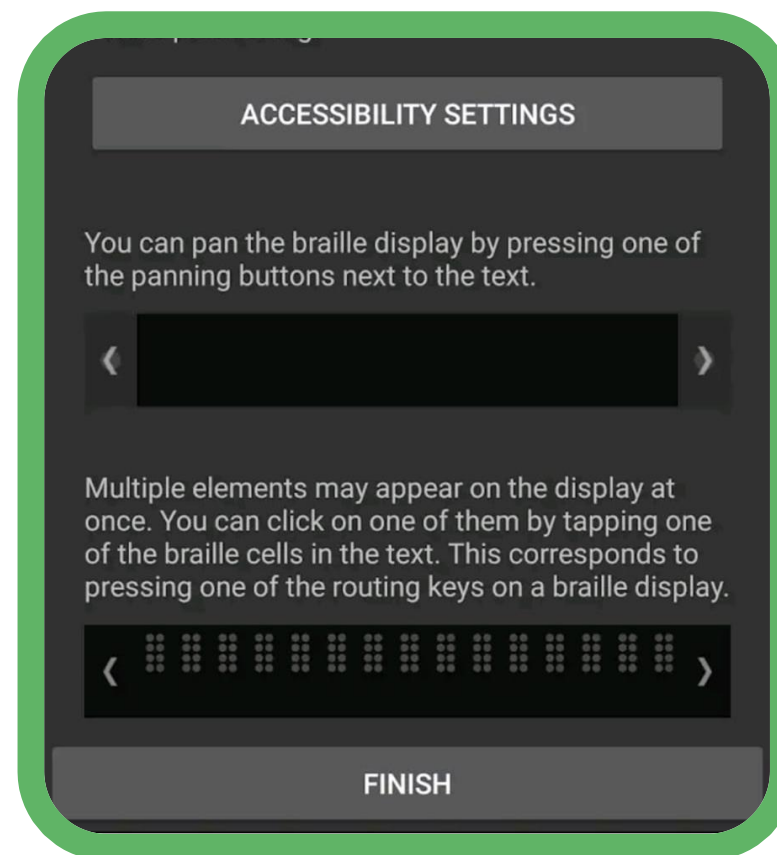 ACCESSIBILITY SETTINGS
You can pan the braille display by pressing one of
the panning buttons next to the text.
Multiple elements may appear on the display at
once. You can click on one of them by tapping one
of the braille cells in the text. This corresponds to
pressing one of the routing keys on a braille display.
FINISH